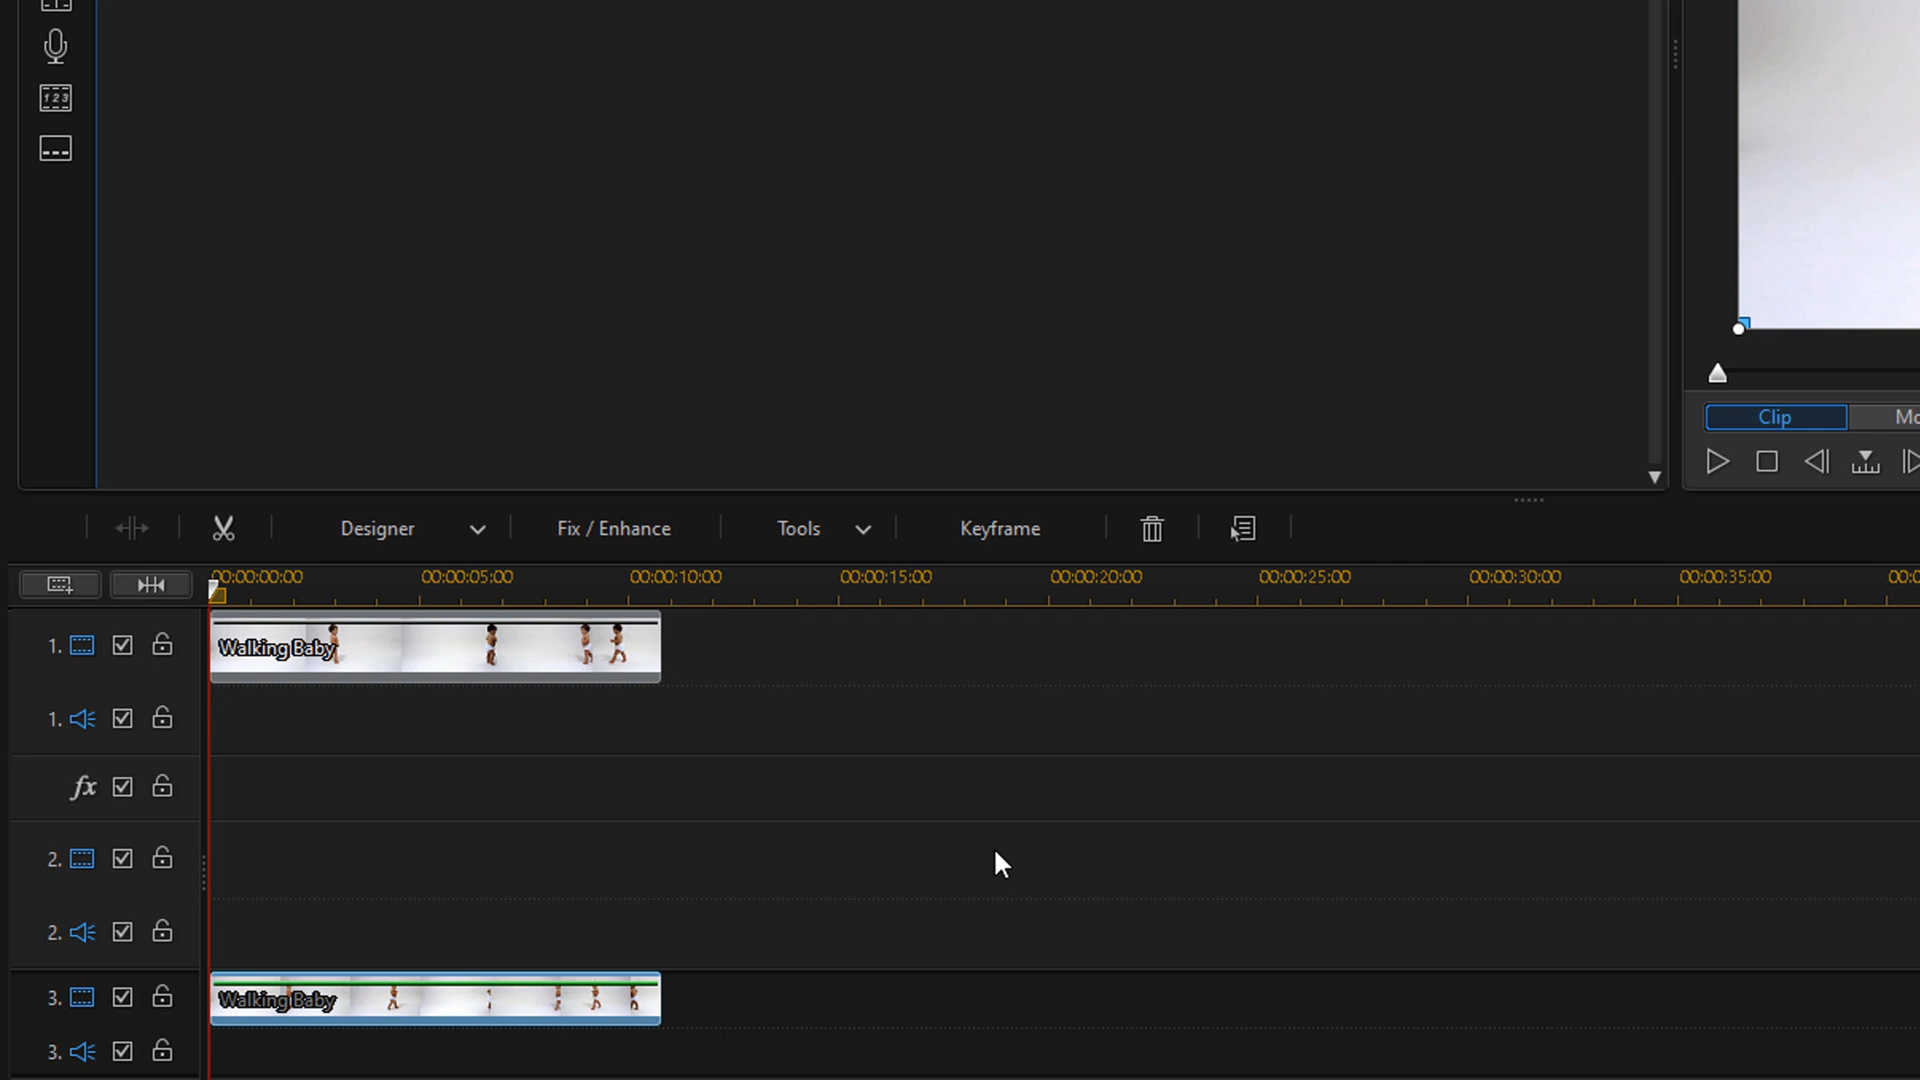 123
Clip
Designer
Fix / Enhance
Tools
Keyframe
00:00:00:00 00:00:05:00 00:00:10:00 00:00:15:00 00:00:20:00 00:00:25:00 00:00:30:00 00:00:35:00
1.
Walking Baby
1.
fx
2.
2.
3.
Walking Baby
3.